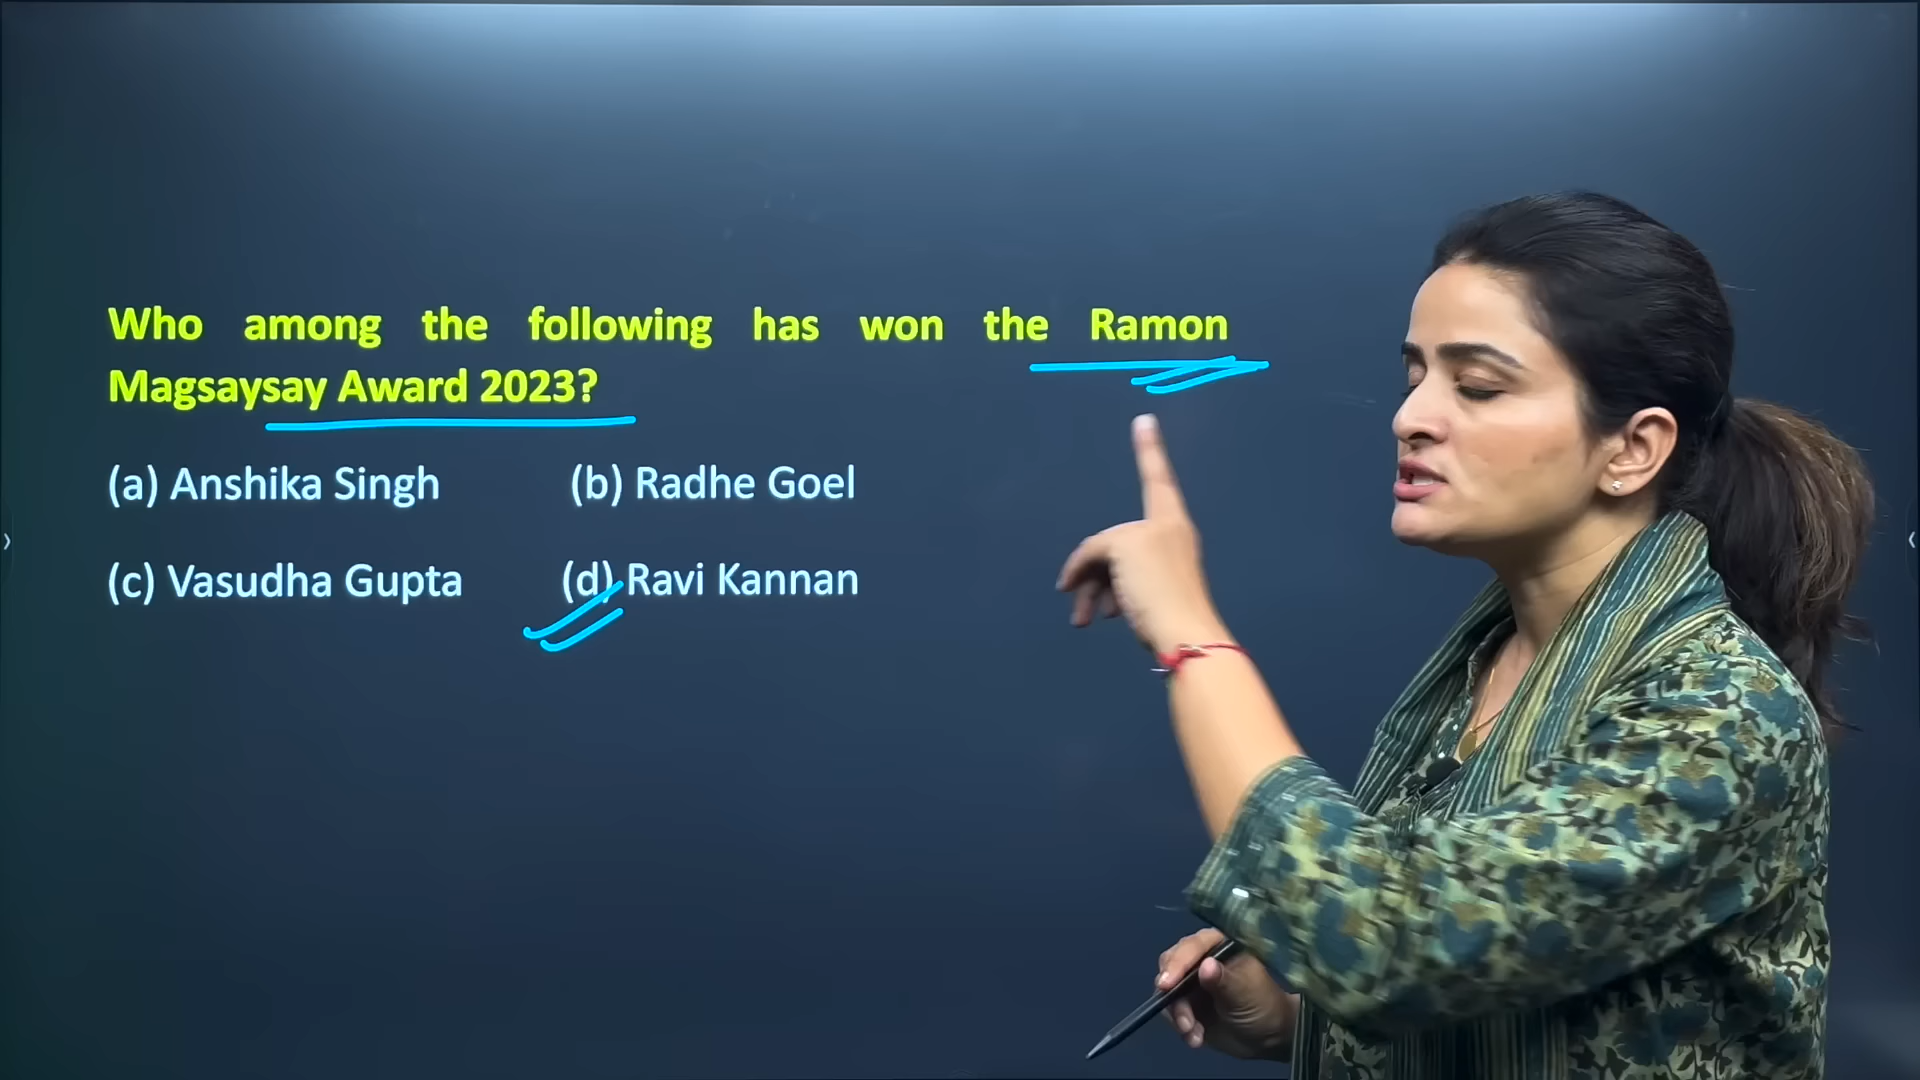 Who among the following has won the Ramon
Magsaysay Award 2023?
(a) Anshika Singh (b) Radhe Goel
(c) Vasudha Gupta (d) Ravi Kannan